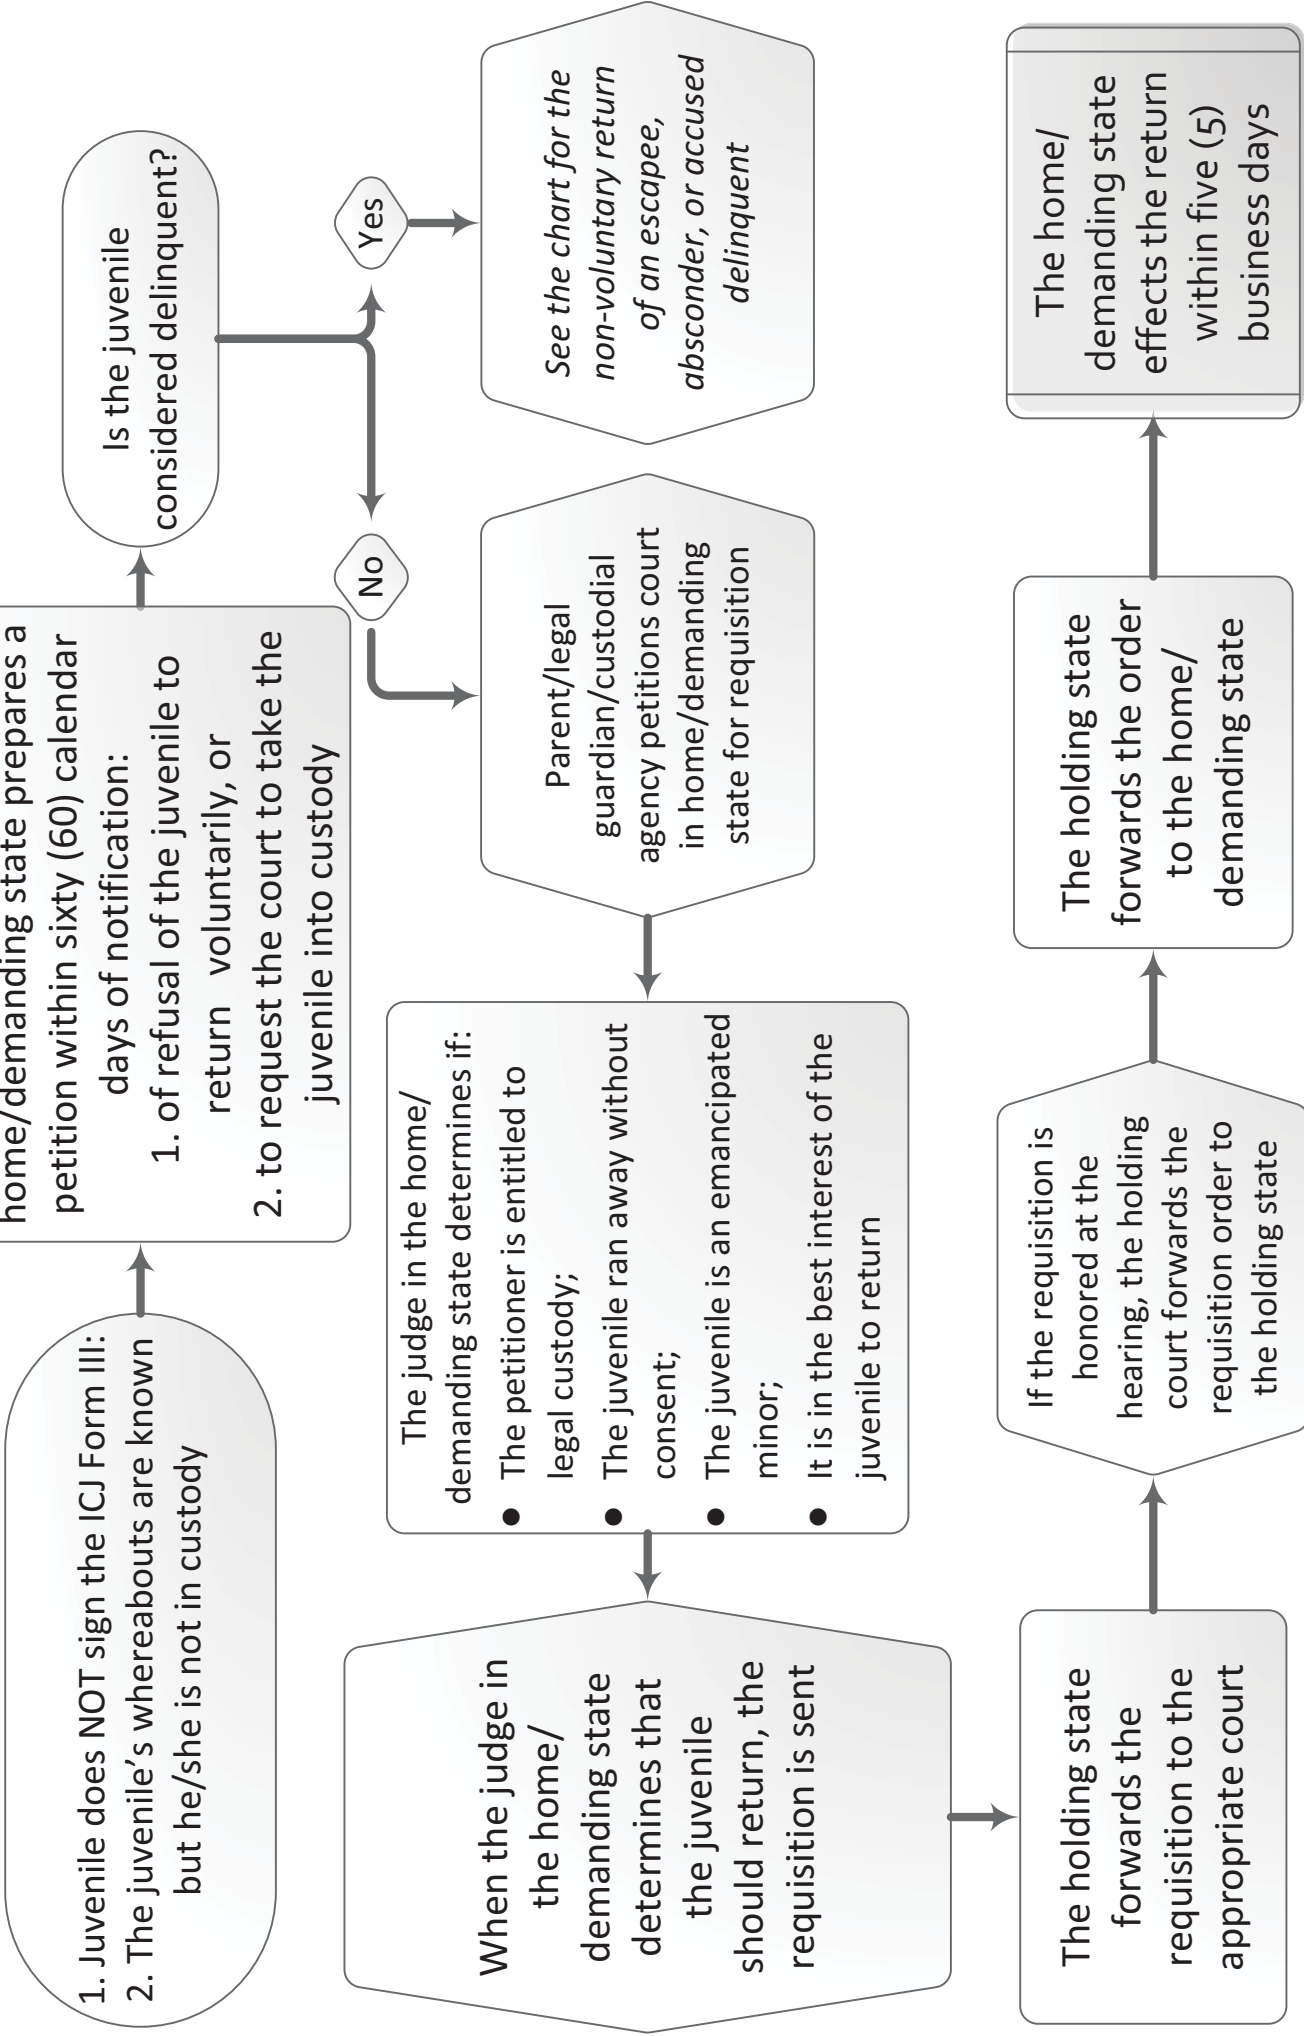 1. Juvenile does NOT sign the ICJ Form III:
2. The juvenile’s whereabouts are known
but he/she is not in custody
home/demanding state prepares a
petition within sixty (60) calendar
days of notification:
1. of refusal of the juvenile to
return voluntarily, or
2. to request the court to take the
juvenile into custody
Is the juvenile
considered delinquent?
Yes
No
See the chart for the
non-voluntary return
of an escapee,
absconder, or accused
delinquent
Parent/legal
guardian/custodial
agency petitions court
in home/demanding
state for requisition
The judge in the home/
demanding state determines if:
● The petitioner is entitled to
legal custody;
● The juvenile ran away without
consent;
● The juvenile is an emancipated
minor;
● It is in the best interest of the
juvenile to return
When the judge in
the home/
demanding state
determines that
the juvenile
should return, the
requisition is sent
The holding state
forwards the
requisition to the
appropriate court
If the requisition is
honored at the
hearing, the holding
court forwards the
requisition order to
the holding state
The holding state
forwards the order
to the home/
demanding state
The home/
demanding state
effects the return
within five (5)
business days